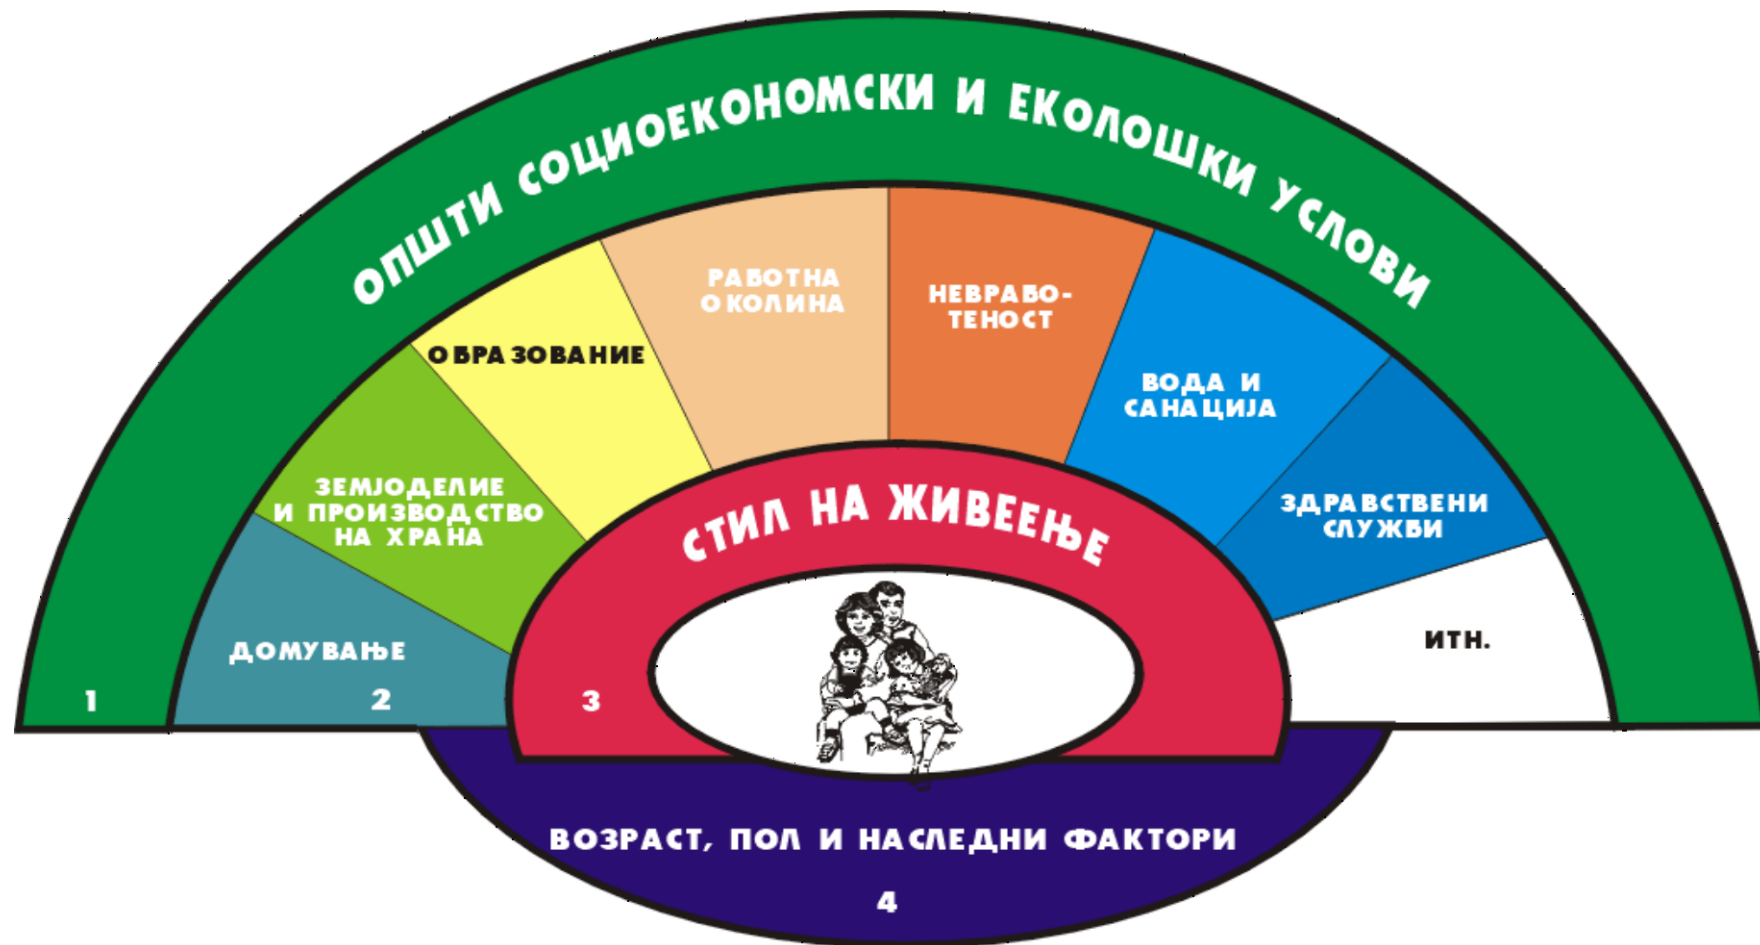 ОПШТИ СОЦИОЕКОНОМСКИ И ЕКОЛОШКИ УСЛОВИ
РАБОТНА
ОКОЛИНА
НЕВРАБО-
ТЕНОСТ
ОБРАЗОВАНИЕ
ВОДА И
САНАЦИЈА
ЗЕМЈОДЕЛИЕ
И ПРОИЗВОДСТВО
НА ХРАНА
ЗДРАВСТВЕНИ
СЛУЖБИ
СТИЛ НА ЖИВЕЕЊЕ
ДОМУВАЊЕ
ИТН.
1
2
3
ВОЗРАСТ, ПОЛ И НАСЛЕДНИ ФАКТОРИ
4